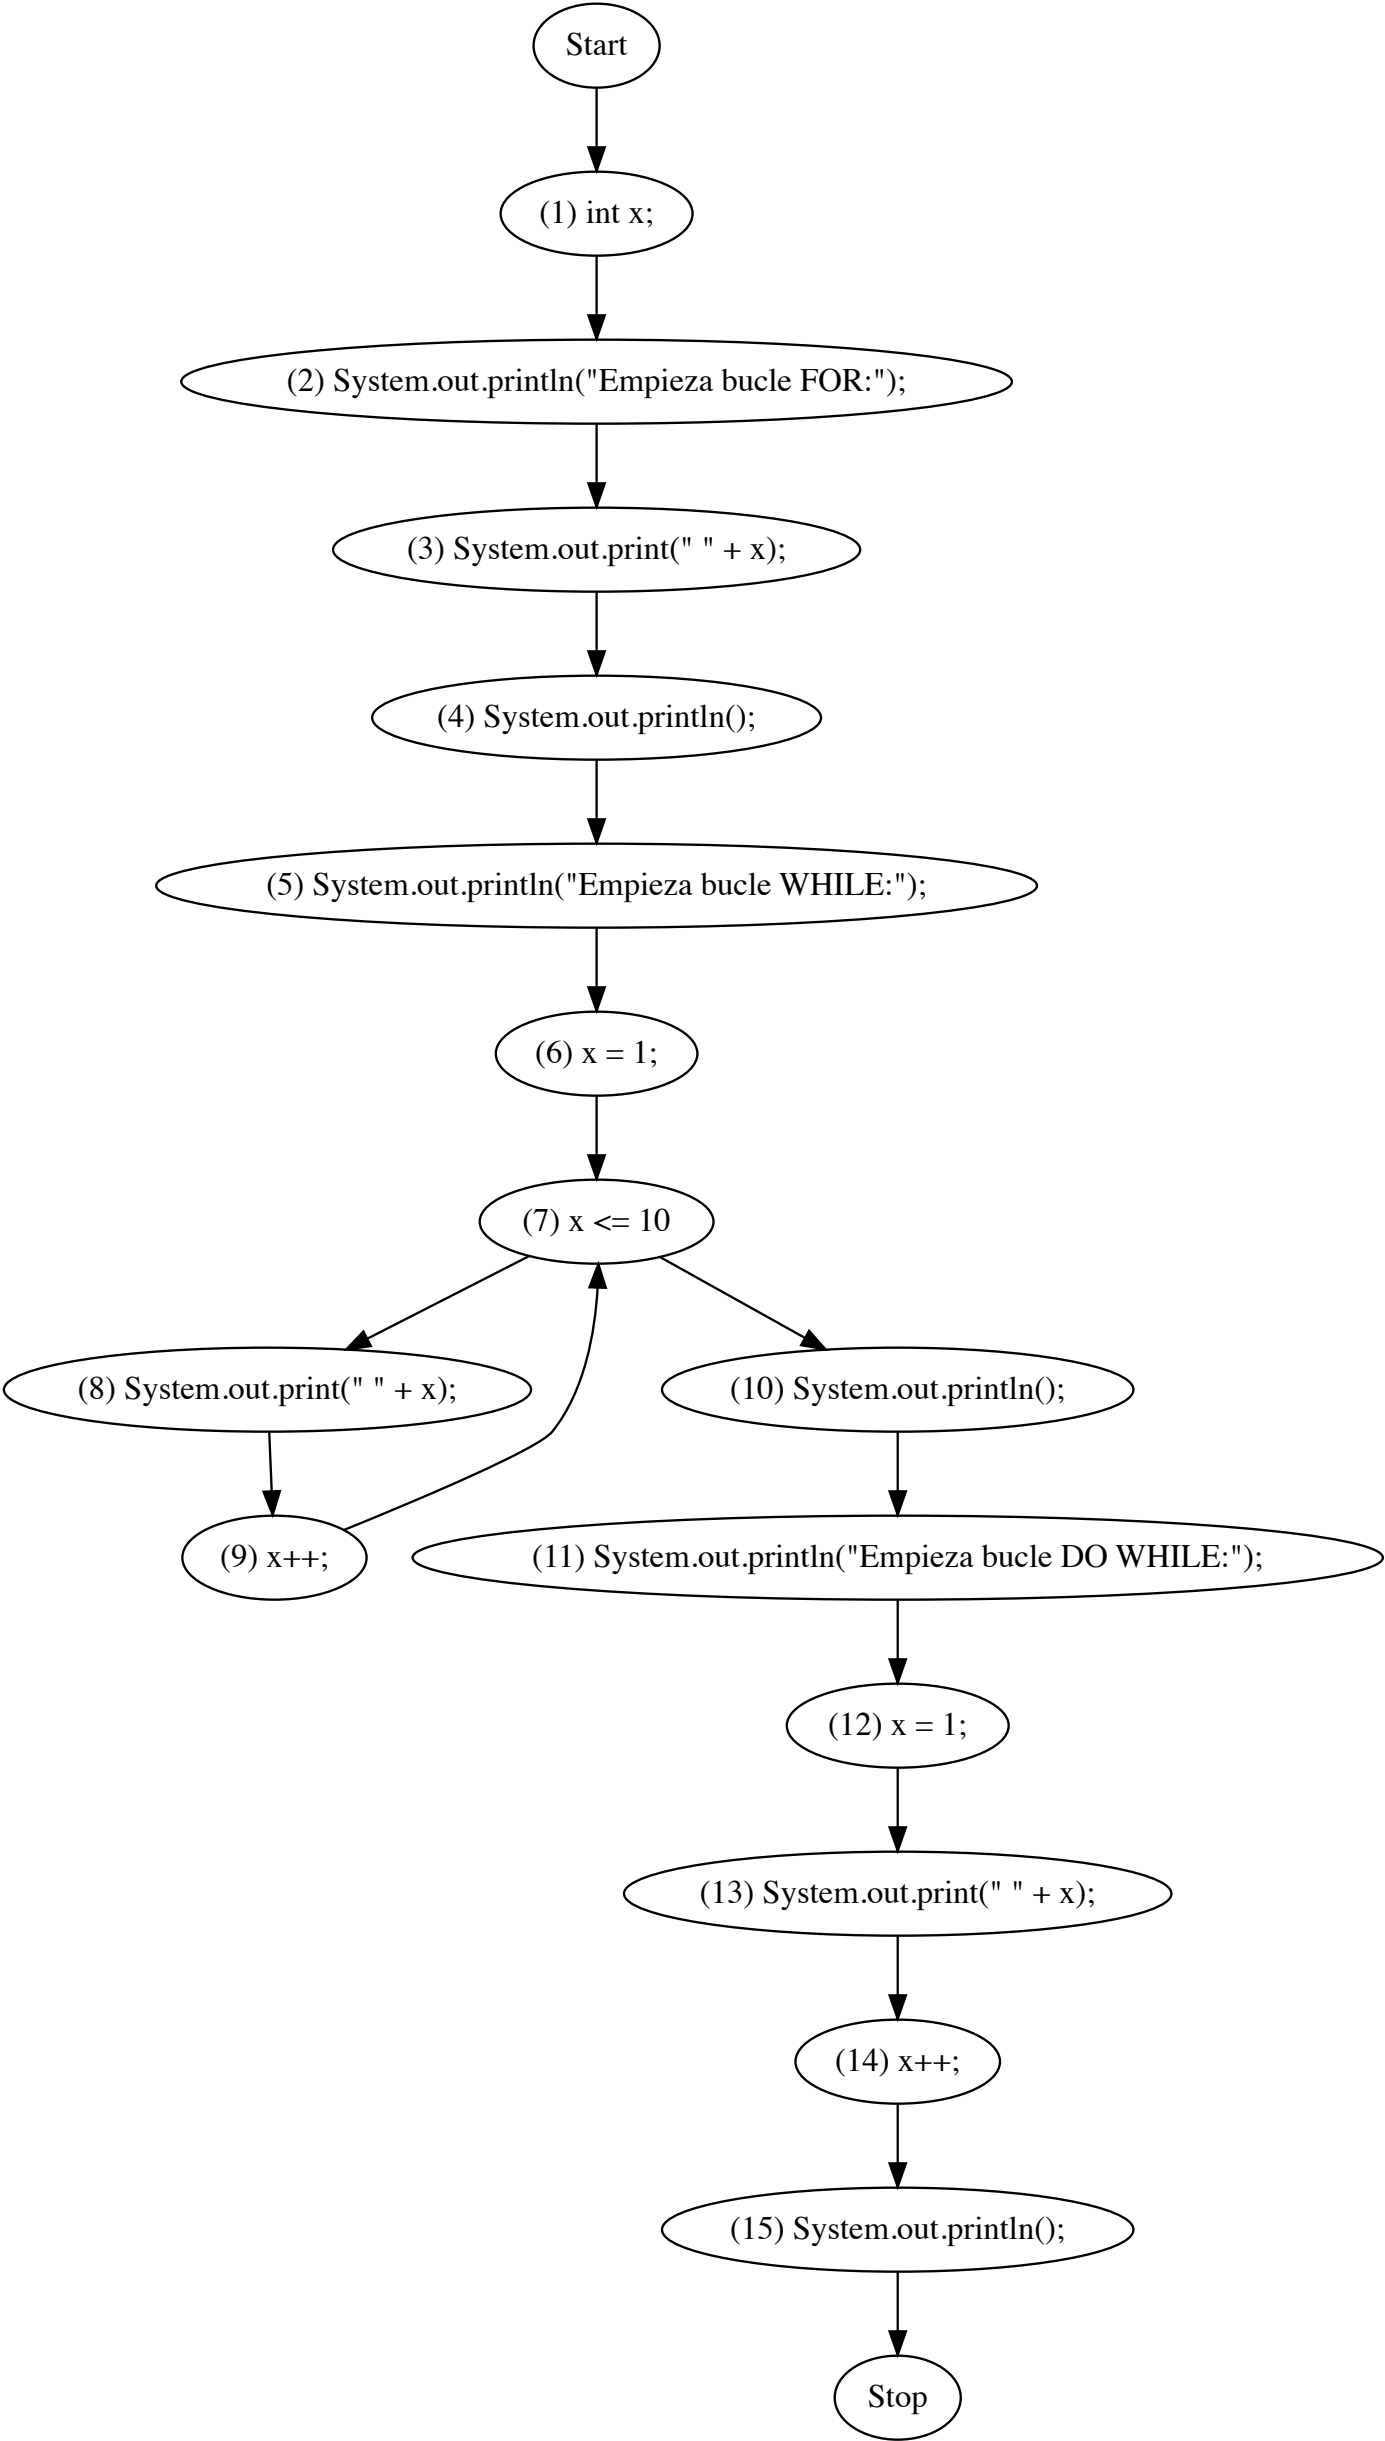 Start
(1) int x;
(2) System.out.println("Empieza bucle FOR:");
(3) System.out.print(" " + x);
(4) System.out.println();
(5) System.out.println("Empieza bucle WHILE:");
(6) x = 1;
(7) x <= 10
(8) System.out.print(" " + x);
(10) System.out.println();
(9) x++;
(11) System.out.println("Empieza bucle DO WHILE:");
(12) x = 1;
(13) System.out.print(" " + x);
(14) x++;
(15) System.out.println();
Stop